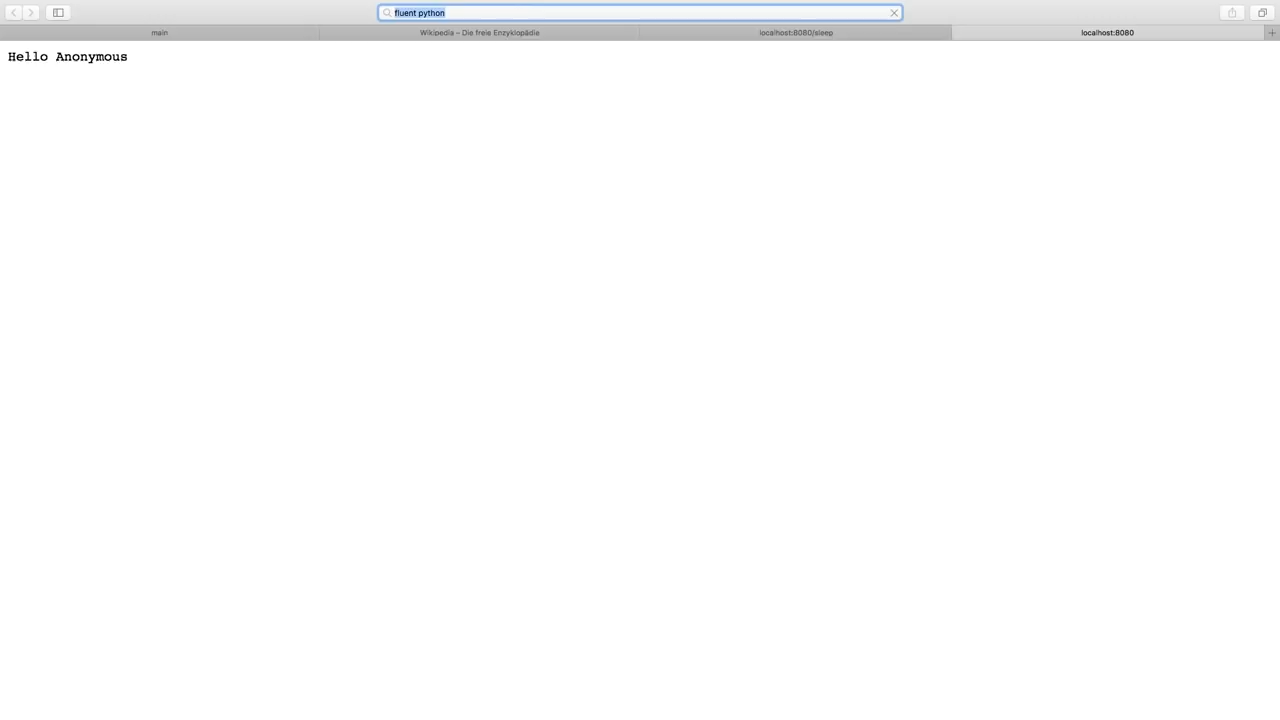 fluent python
main
Wikipedia – Die freie Enzyklopädie
localhost:8080/sleep
localhost:8080
Hello Anonymous